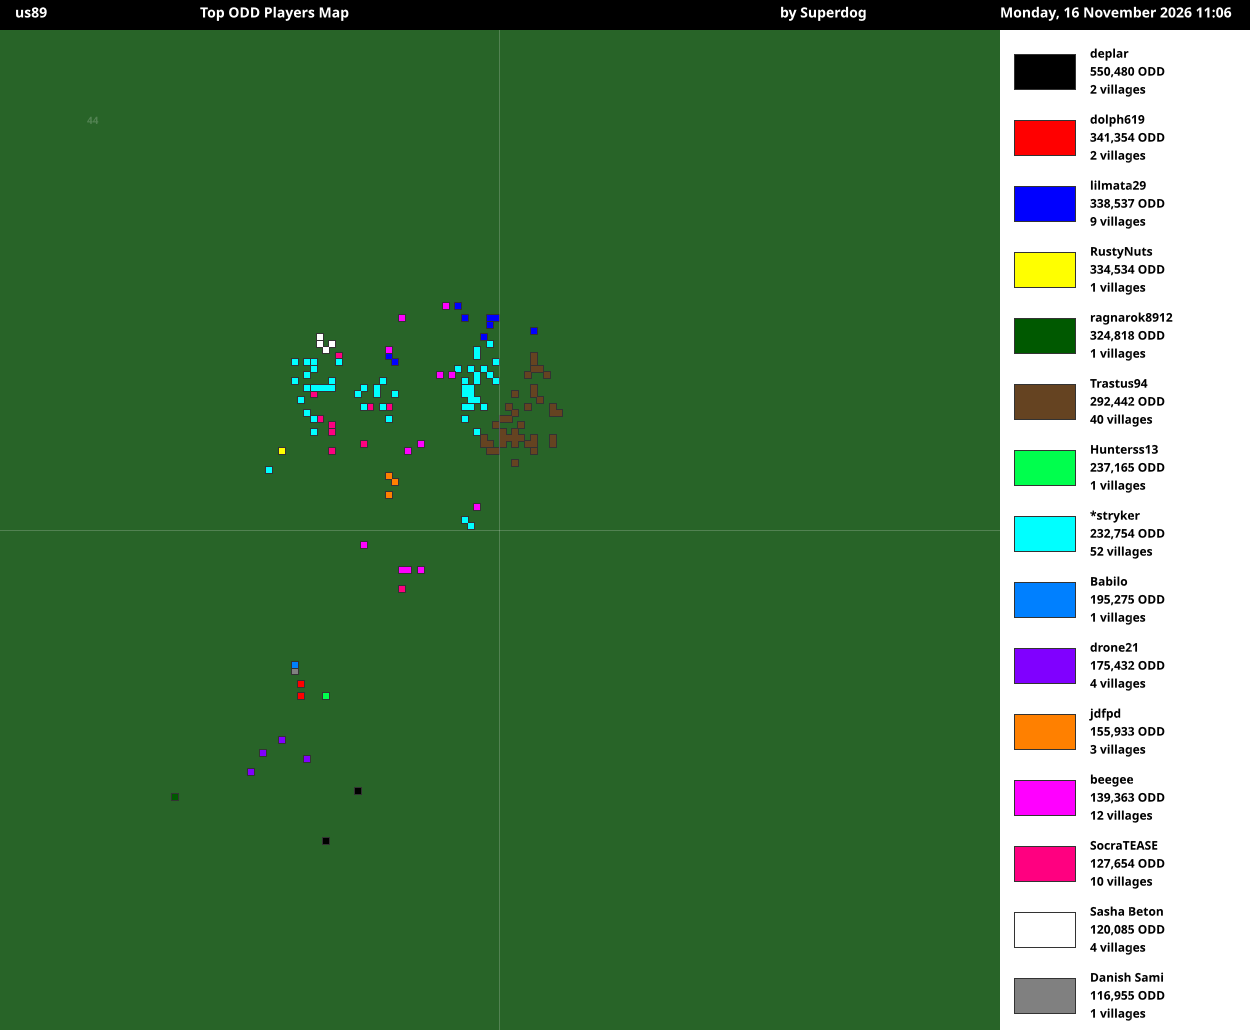 us89 Top ODD Players Map by Superdog Monday, 16 November 2026 11:06
44
deplar
550,480 ODD
2 villages
dolph619
341,354 ODD
2 villages
lilmata29
338,537 ODD
9 villages
RustyNuts
334,534 ODD
1 villages
ragnarok8912
324,818 ODD
1 villages
Trastus94
292,442 ODD
40 villages
Hunterss13
237,165 ODD
1 villages
*stryker
232,754 ODD
52 villages
Babilo
195,275 ODD
1 villages
drone21
175,432 ODD
4 villages
jdfpd
155,933 ODD
3 villages
beegee
139,363 ODD
12 villages
SocraTEASE
127,654 ODD
10 villages
Sasha Beton
120,085 ODD
4 villages
Danish Sami
116,955 ODD
1 villages